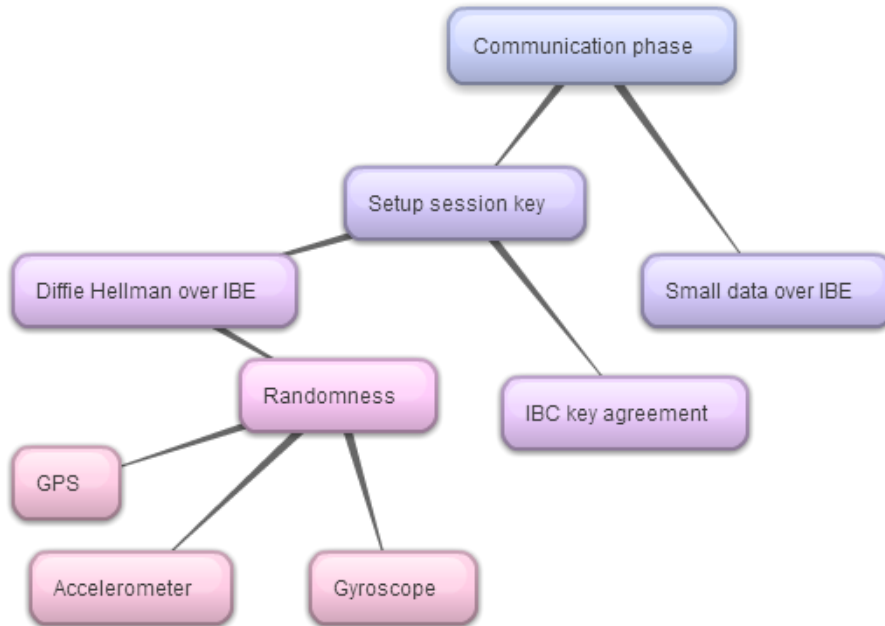 Communication phase
Setup session key
Diffie Hellman over IBE
Small data over IBE
Randomness
IBC key agreement
GPS
Accelerometer
Gyroscope